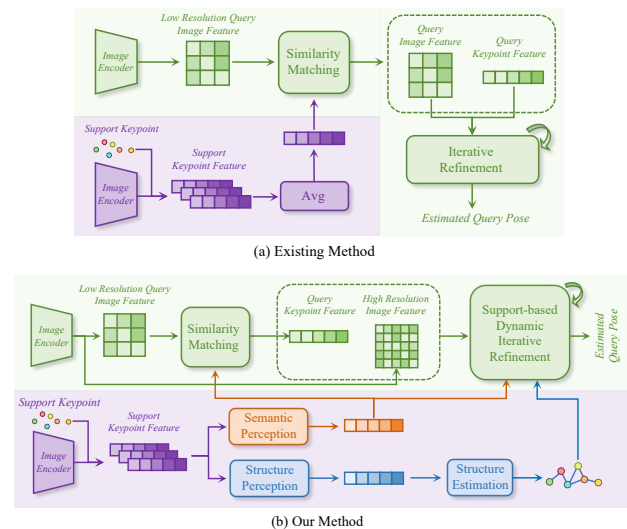 Low Resolution Query
Image Feature
Image
Encoder
Similarity
Matching
Query
Image Feature
Query
Keypoint Feature
Iterative
Refinement
Estimated Query Pose
Support Keypoint
Image
Encoder
Support
Keypoint Feature
Avg
(a) Existing Method
Low Resolution Query
Image Feature
Image
Encoder
Similarity
Matching
Query
Keypoint Feature
High Resolution
Image Feature
Support-based
Dynamic
Iterative
Refinement
Estimated
Query Pose
Support Keypoint
Image
Encoder
Support
Keypoint Feature
Semantic
Perception
Structure
Perception
Structure
Estimation
(b) Our Method